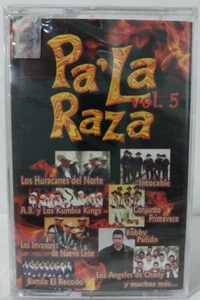 Pa'La
Raza
vol. 5
Los Huracanes del Norte
Intocable
A.B. y Los Kumbia Kings
Conjunto
Primavera
Los Invasores
de Nuevo León
Bobby
Pulido
Banda El Recodo
Los Angeles de Charly
y muchos más...